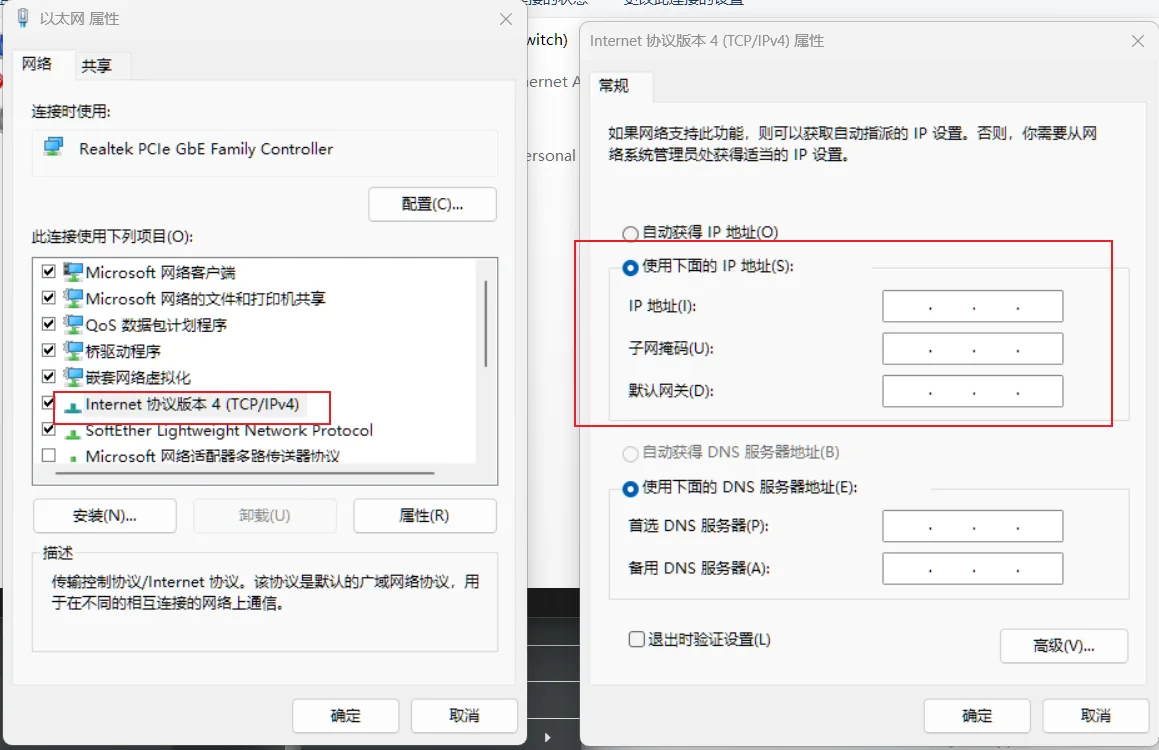 以太网 属性
网络
共享
连接时使用:
Realtek PCIe GbE Family Controller
配置(C)...
此连接使用下列项目(O):
Microsoft 网络客户端
Microsoft 网络的文件和打印机共享
QoS 数据包计划程序
桥驱动程序
嵌套网络虚拟化
Internet 协议版本 4 (TCP/IPv4)
SoftEther Lightweight Network Protocol
Microsoft 网络适配器多路传送器协议
安装(N)...
卸载(U)
属性(R)
描述
传输控制协议/Internet 协议。该协议是默认的广域网络协议，用
于在不同的相互连接的网络上通信。
确定
取消
接的状态
更改此连接的设置
witch)
ernet A
ersonal
Internet 协议版本 4 (TCP/IPv4) 属性
常规
如果网络支持此功能，则可以获取自动指派的 IP 设置。否则，你需要从网
络系统管理员处获得适当的 IP 设置。
自动获得 IP 地址(O)
使用下面的 IP 地址(S):
IP 地址(I):
. . .
子网掩码(U):
. . .
默认网关(D):
. . .
自动获得 DNS 服务器地址(B)
使用下面的 DNS 服务器地址(E):
首选 DNS 服务器(P):
. . .
备用 DNS 服务器(A):
. . .
退出时验证设置(L)
高级(V)...
确定
取消